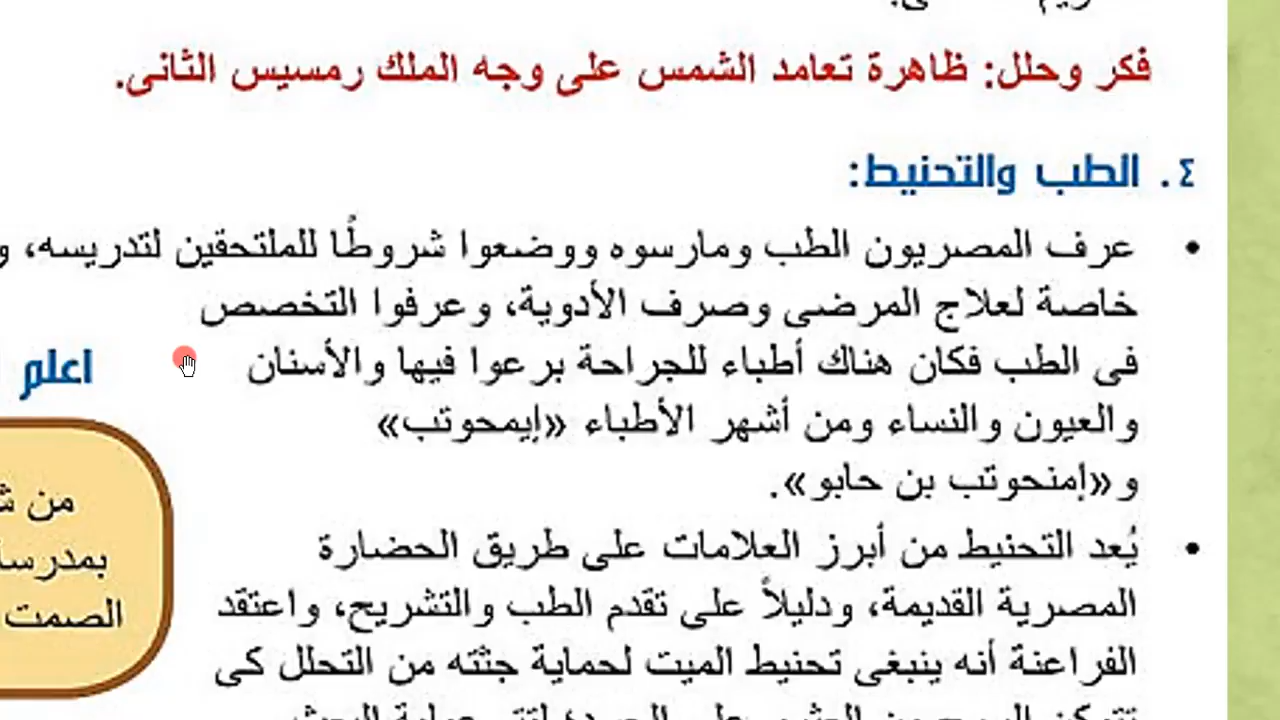 فكر وحلل: ظاهرة تعامد الشمس على وجه الملك رمسيس الثانى.
٤. الطب والتحنيط:
• عرف المصريون الطب ومارسوه ووضعوا شروطًا للملتحقين لتدريسه،
خاصة لعلاج المرضى وصرف الأدوية، وعرفوا التخصص
فى الطب فكان هناك أطباء للجراحة برعوا فيها والأسنان
والعيون والنساء ومن أشهر الأطباء «إيمحوتب»
و«إمنحوتب بن حابو».
• يُعد التحنيط من أبرز العلامات على طريق الحضارة
المصرية القديمة، ودليلاً على تقدم الطب والتشريح، واعتقد
الفراعنة أنه ينبغى تحنيط الميت لحماية جثته من التحلل كى
اعلم
من
الصمت